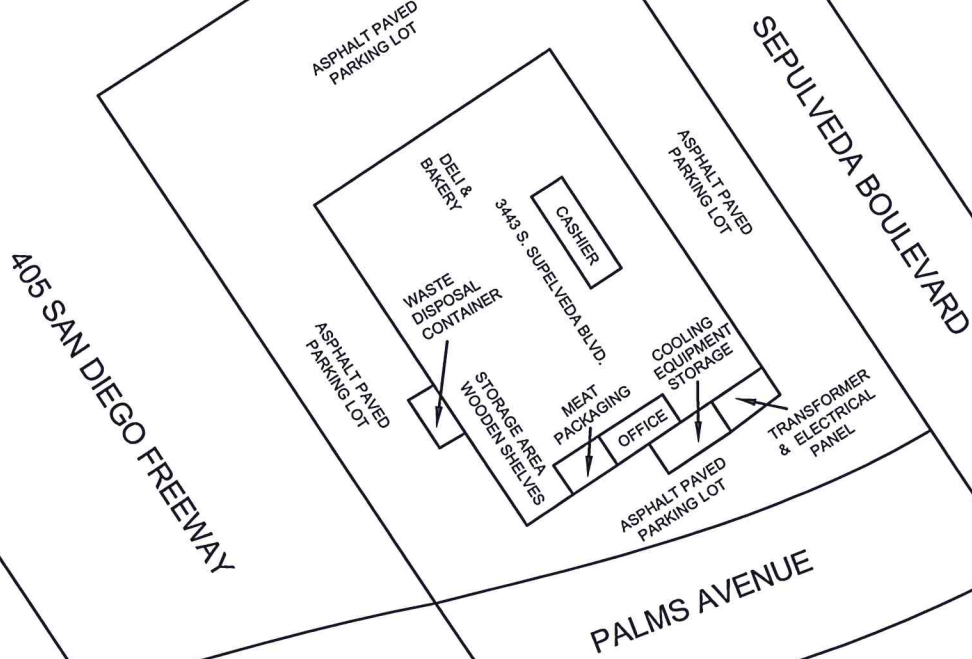 ASPHALT PAVED
PARKING LOT
SEPULVEDA BOULEVARD
ASPHALT PAVED
PARKING LOT
DELI &
BAKERY
CASHIER
3443 S. SUPELVEDA BLVD.
405 SAN DIEGO FREEWAY
WASTE
DISPOSAL
CONTAINER
ASPHALT PAVED
PARKING LOT
STORAGE AREA
WOODEN SHELVES
MEAT
PACKAGING
OFFICE
COOLING
EQUIPMENT
STORAGE
TRANSFORMER
& ELECTRICAL
PANEL
ASPHALT PAVED
PARKING LOT
PALMS AVENUE